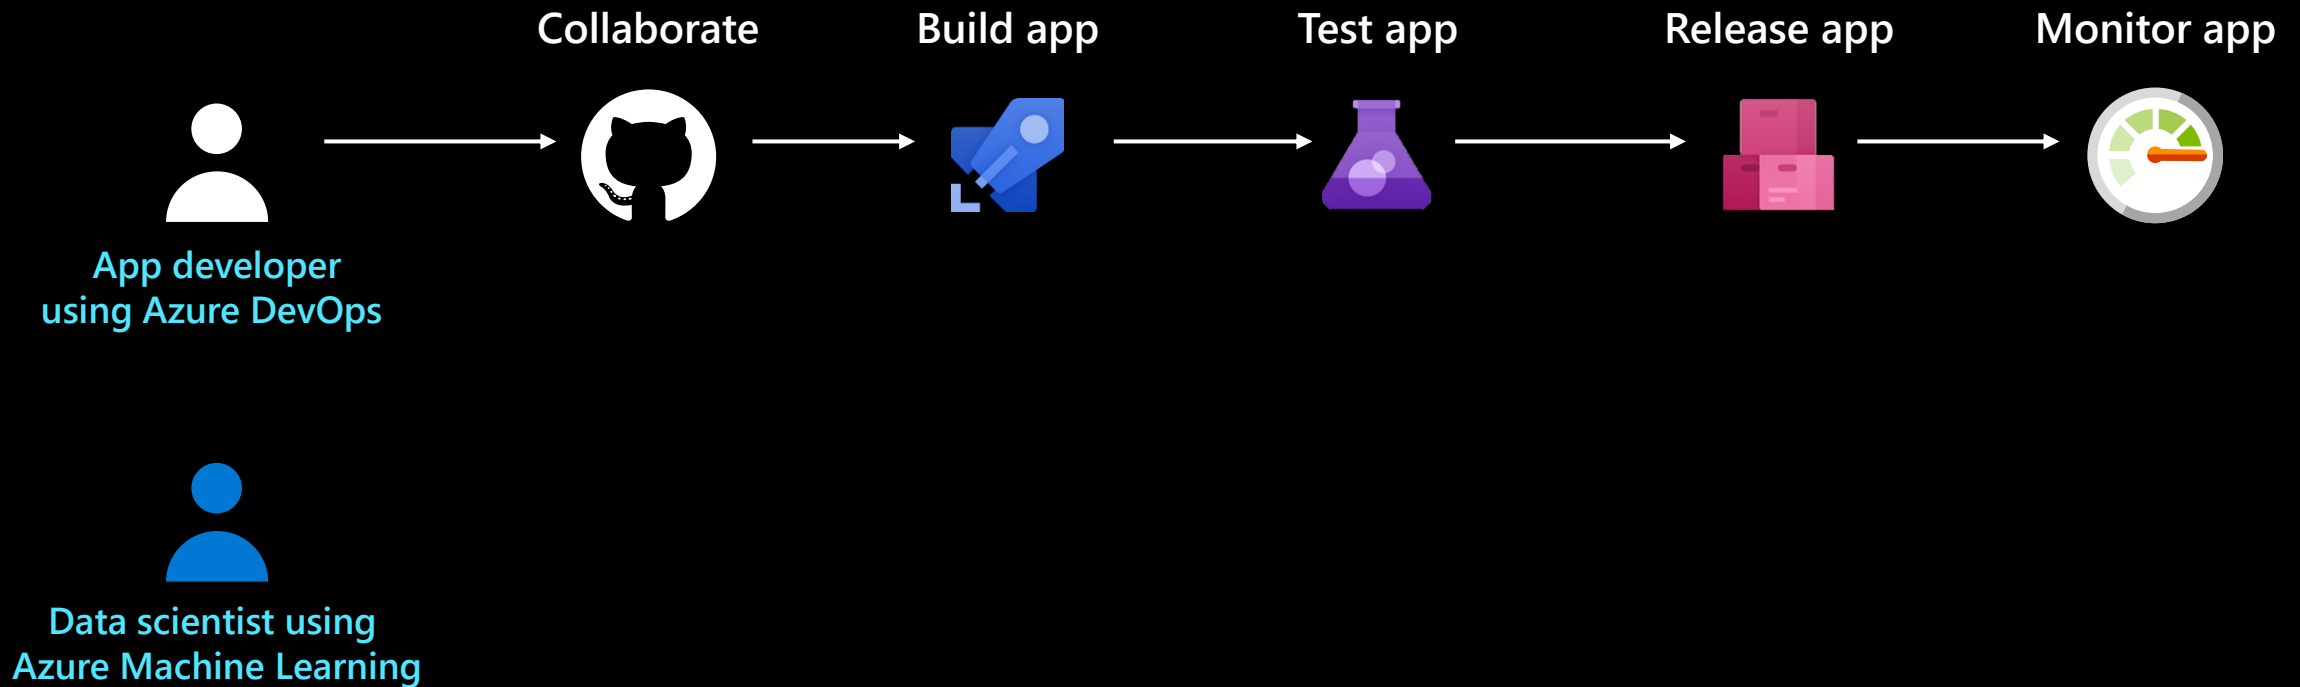 Collaborate
Build app
Test app
Release app
Monitor app
App developer
using Azure DevOps
Data scientist using
Azure Machine Learning